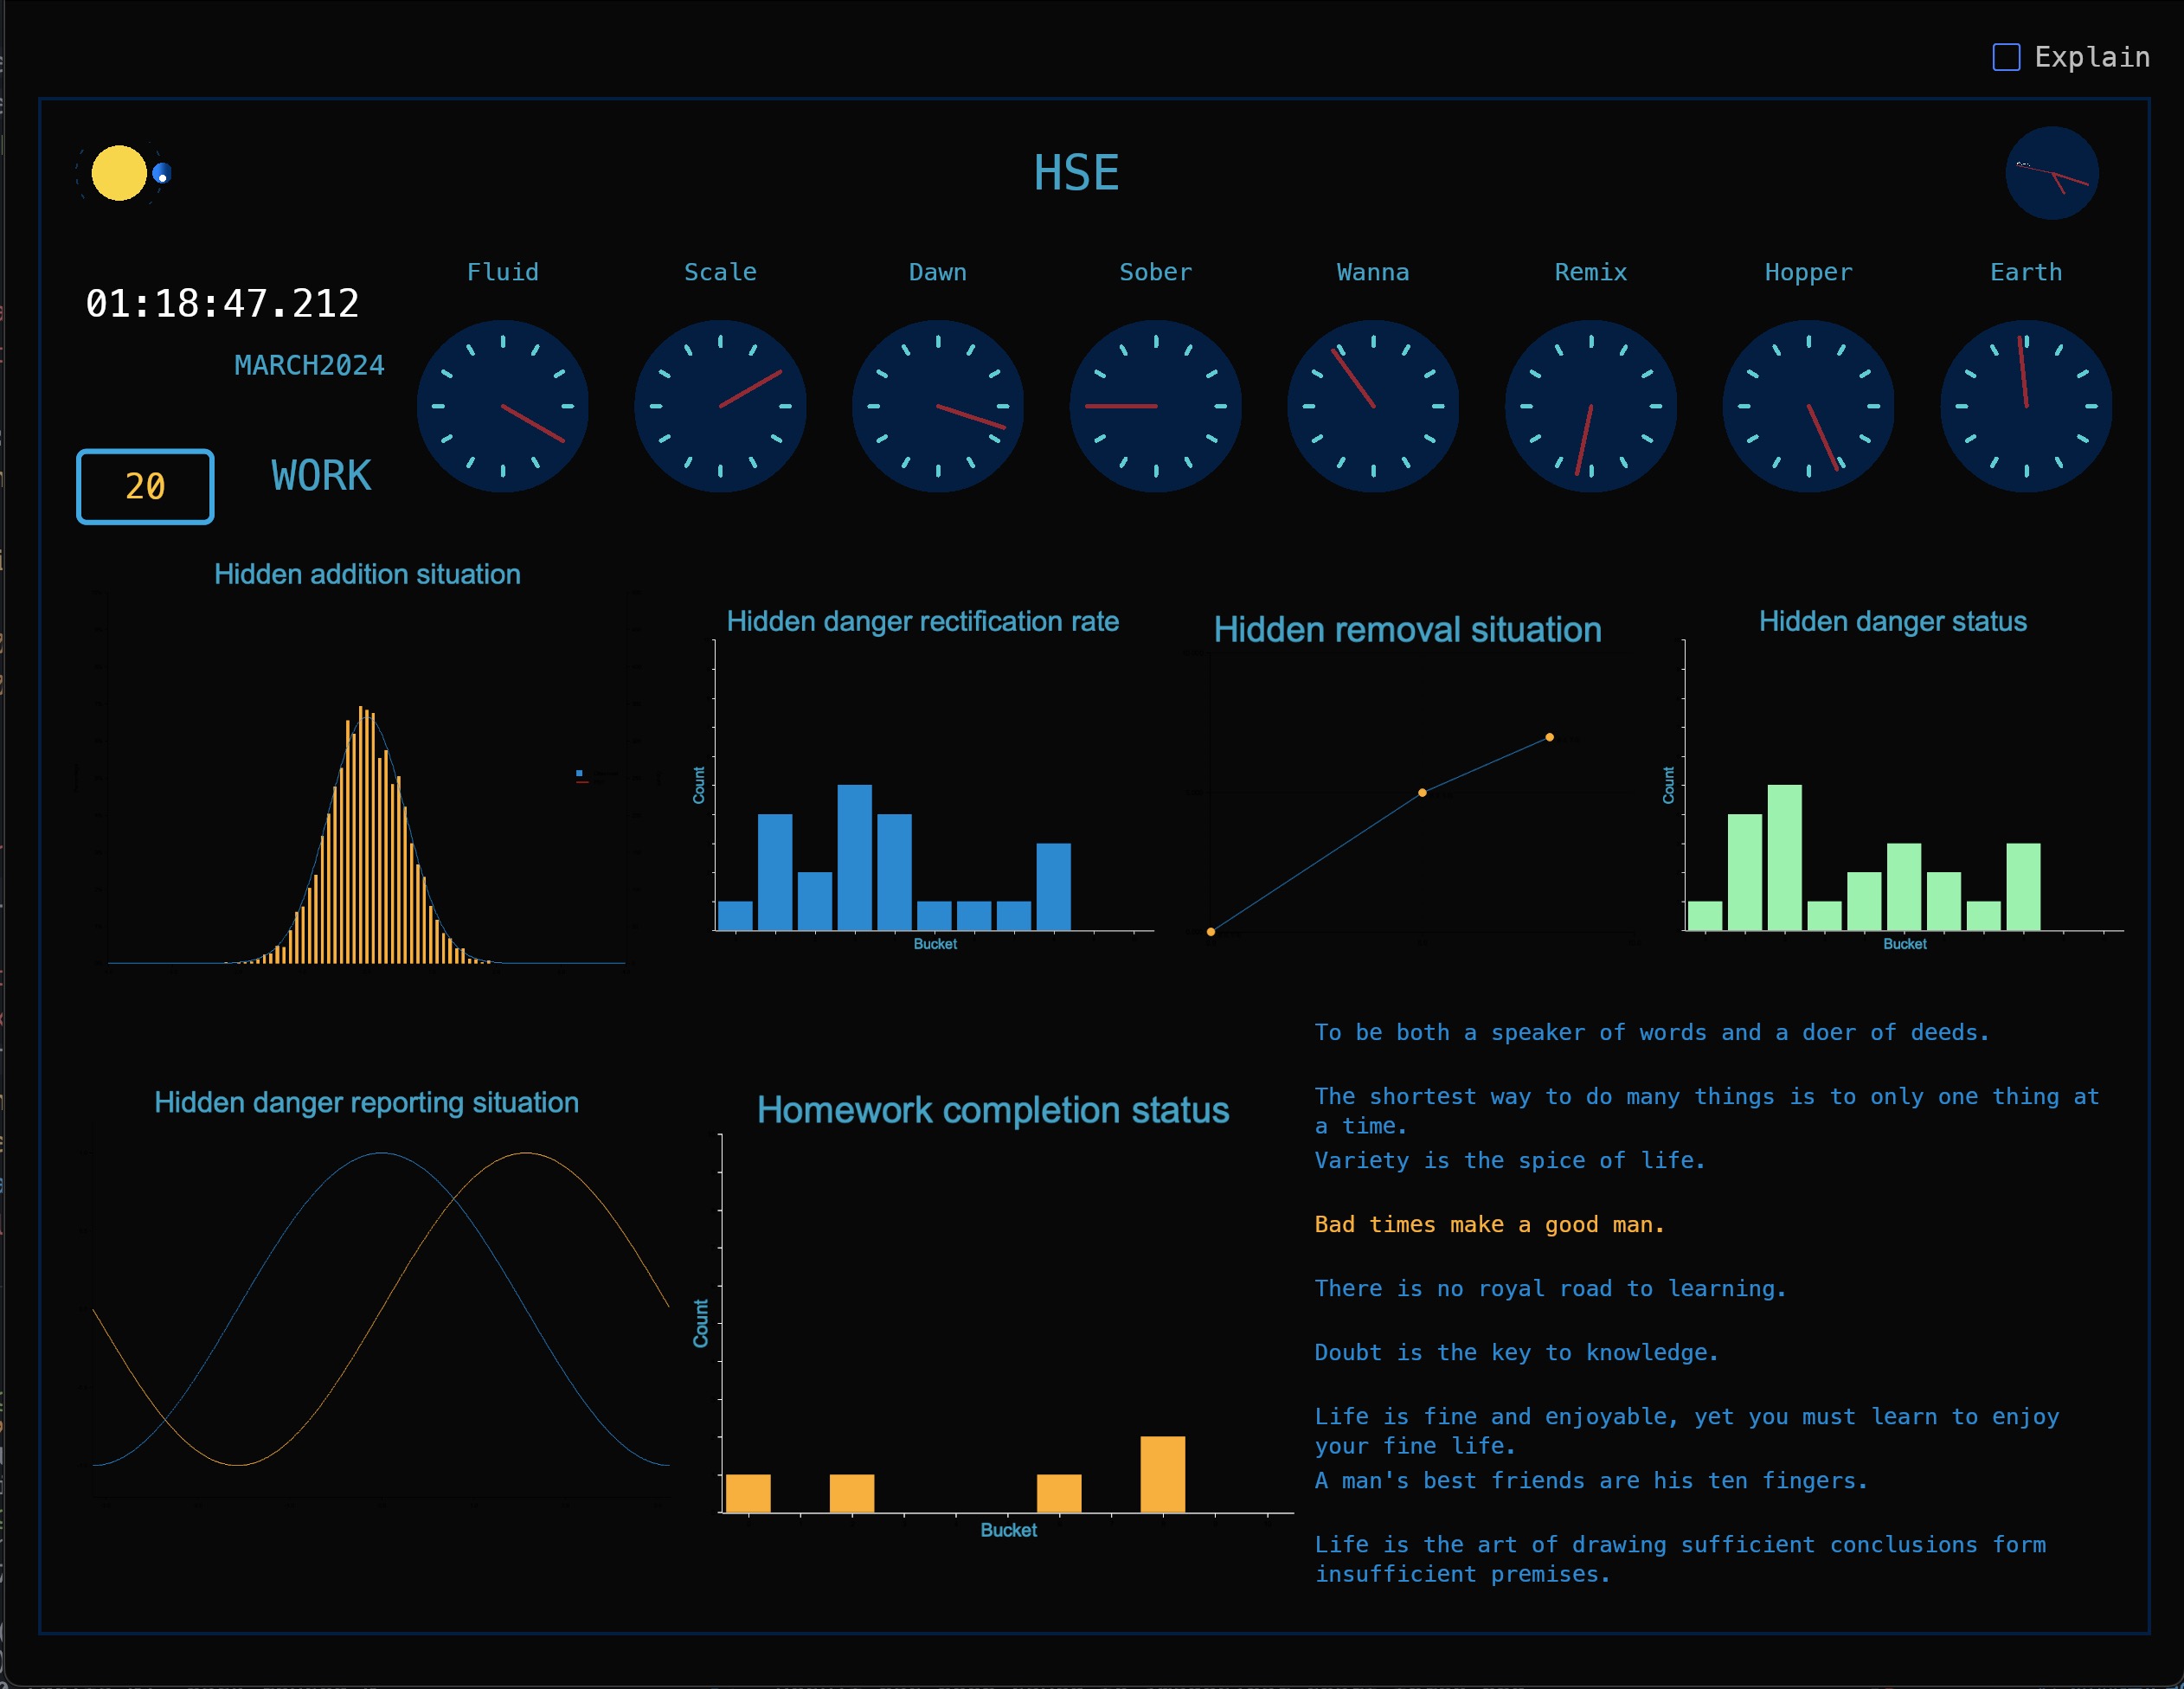 Explain
HSE
01:18:47.212
MARCH2024
20
WORK
Fluid
Scale
Dawn
Sober
Wanna
Remix
Hopper
Earth
Hidden addition situation
Hidden danger rectification rate
Count
Bucket
Hidden removal situation
Hidden danger status
Count
Bucket
Hidden danger reporting situation
Homework completion status
Count
Bucket
To be both a speaker of words and a doer of deeds.
The shortest way to do many things is to only one thing at
a time.
Variety is the spice of life.
Bad times make a good man.
There is no royal road to learning.
Doubt is the key to knowledge.
Life is fine and enjoyable, yet you must learn to enjoy
your fine life.
A man's best friends are his ten fingers.
Life is the art of drawing sufficient conclusions form
insufficient premises.